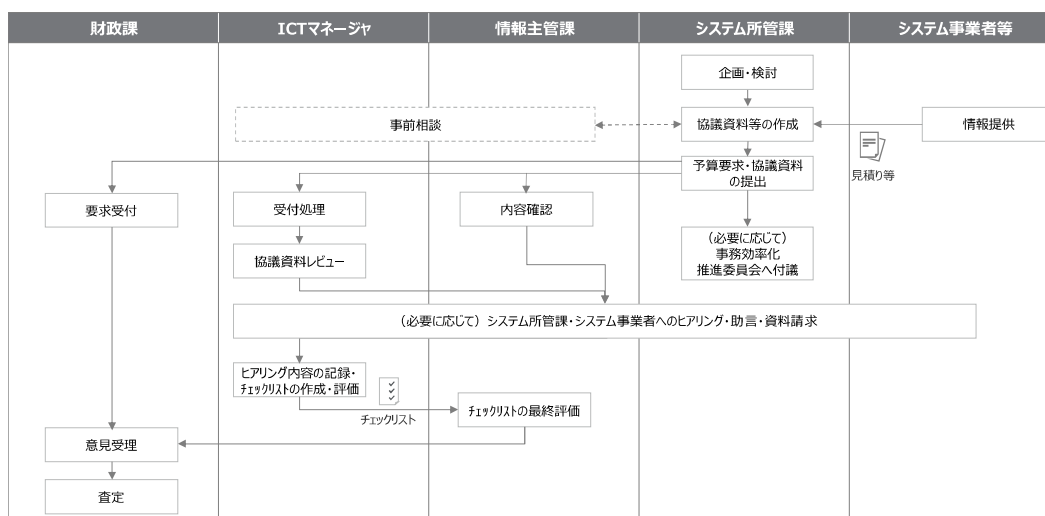 財政課
ICTマネージャ
情報主管課
システム所管課
システム事業者等
企画・検討
事前相談
協議資料等の作成
情報提供
見積り等
予算要求・協議資料
の提出
要求受付
受付処理
内容確認
（必要に応じて）
事務効率化
推進委員会へ付議
協議資料レビュー
（必要に応じて）システム所管課・システム事業者へのヒアリング・助言・資料請求
ヒアリング内容の記録・
チェックリストの作成・評価
チェックリスト
チェックリストの最終評価
意見受理
査定